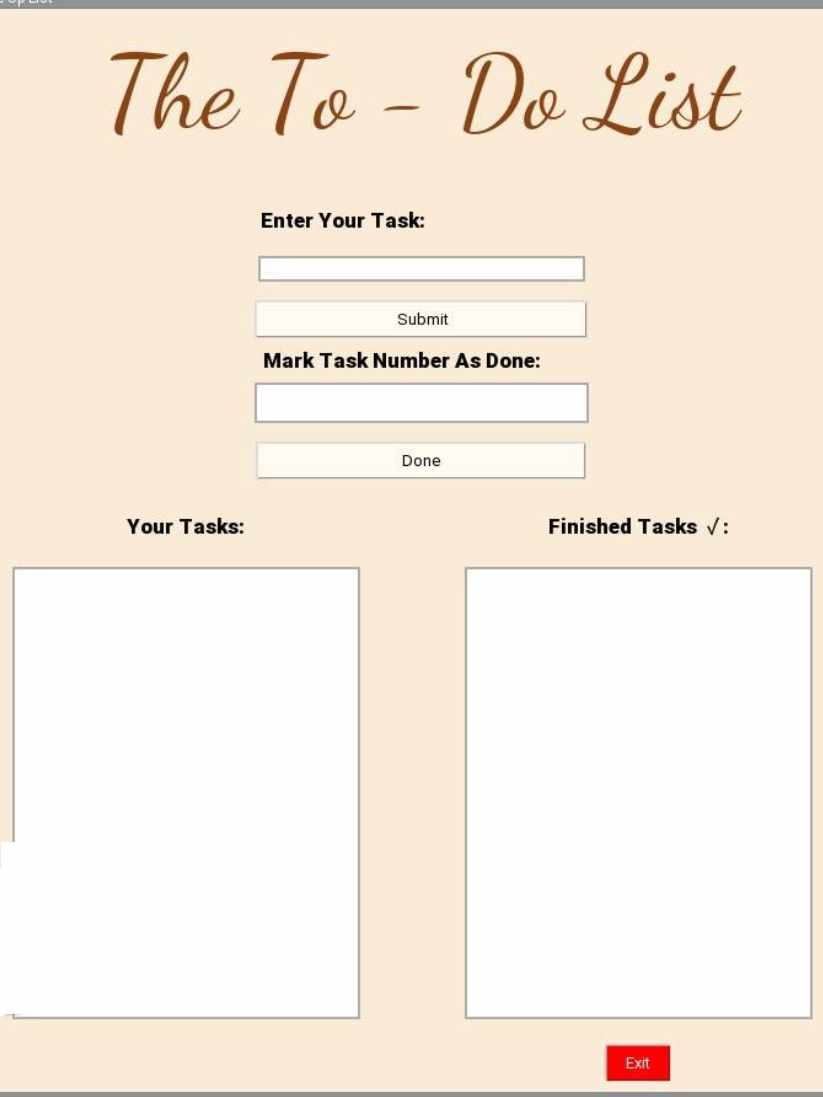 The To - Do List
Enter Your Task:
Submit
Mark Task Number As Done:
Done
Your Tasks:
Finished Tasks √ :
Exit